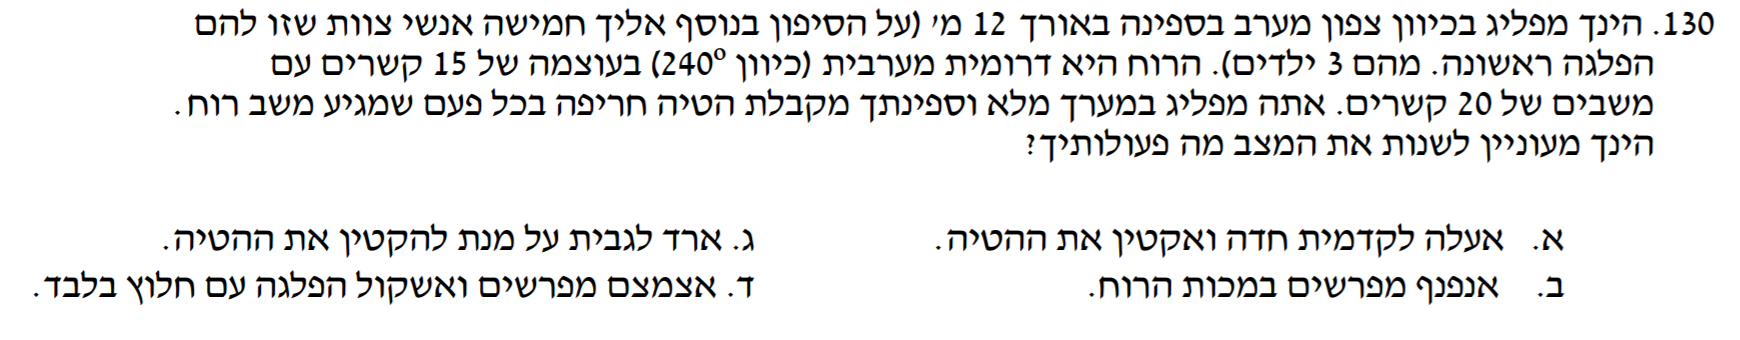 130. הינך מפליג בכיוון צפון מערב בספינה באורך 12 מ' (על הסיפון בנוסף אליך חמישה אנשי צוות שזו להם
הפלגה ראשונה. מהם 3 ילדים). הרוח היא דרומית מערבית (כיוון 240º) בעוצמה של 15 קשרים עם
משבים של 20 קשרים. אתה מפליג במערך מלא וספינתך מקבלת הטיה חריפה בכל פעם שמגיע משב רוח.
הינך מעוניין לשנות את המצב מה פעולותיך?
א. אעלה לקדמית חדה ואקטין את ההטיה.
ב. אנפנף מפרשים במכות הרוח.
ג. ארד לגבית על מנת להקטין את ההטיה.
ד. אצמצם מפרשים ואשקול הפלגה עם חלוץ בלבד.